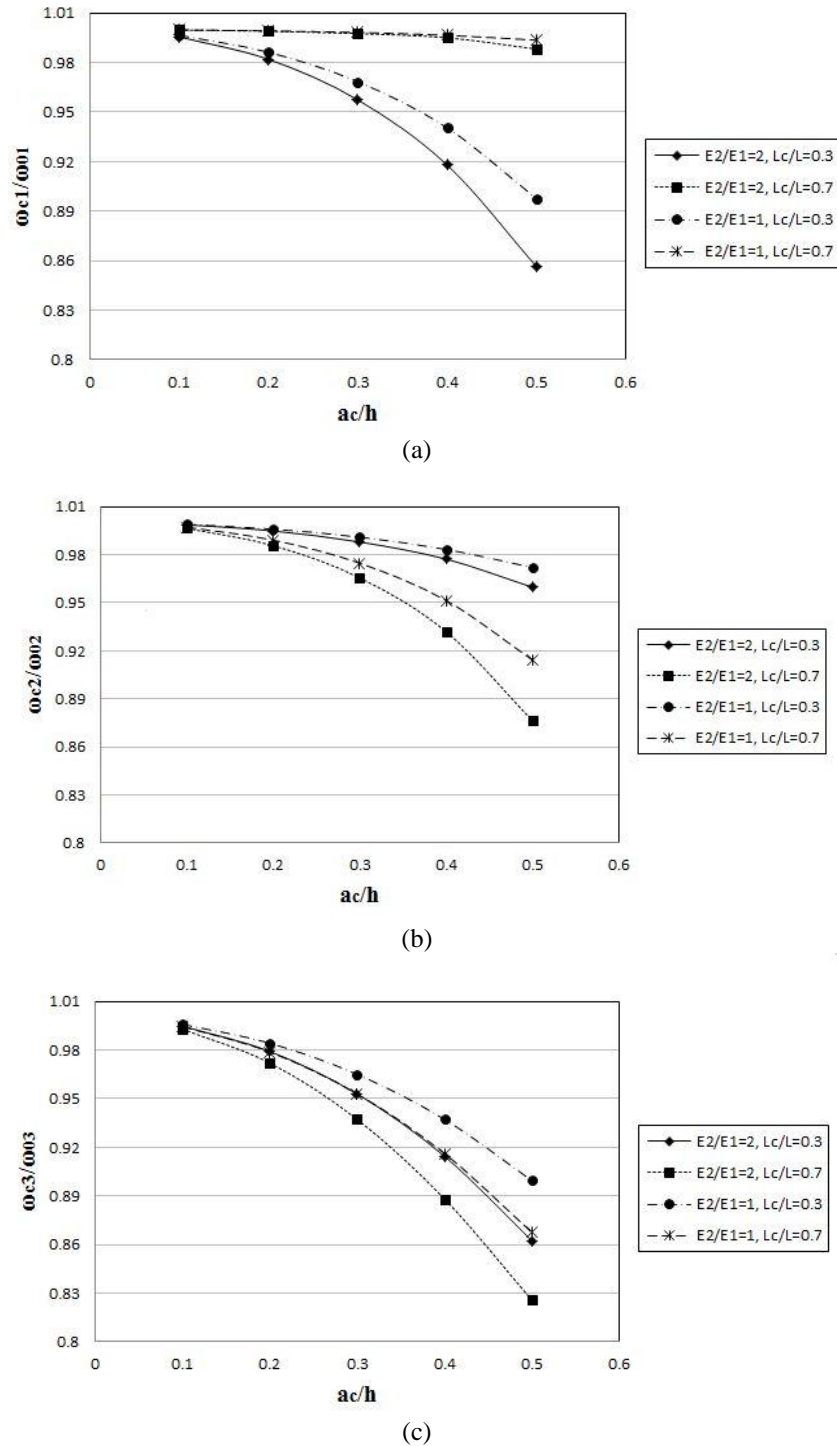 1.01
0.98
0.95
0.92
0.89
0.86
0.83
0.8
ωc1/ω01
0 0.1 0.2 0.3 0.4 0.5 0.6
ac/h
E2/E1=2, Lc/L=0.3
E2/E1=2, Lc/L=0.7
E2/E1=1, Lc/L=0.3
E2/E1=1, Lc/L=0.7
(a)
1.01
0.98
0.95
0.92
0.89
0.86
0.83
0.8
ωc2/ω02
0 0.1 0.2 0.3 0.4 0.5 0.6
ac/h
E2/E1=2, Lc/L=0.3
E2/E1=2, Lc/L=0.7
E2/E1=1, Lc/L=0.3
E2/E1=1, Lc/L=0.7
(b)
1.01
0.98
0.95
0.92
0.89
0.86
0.83
0.8
ωc3/ω03
0 0.1 0.2 0.3 0.4 0.5 0.6
ac/h
E2/E1=2, Lc/L=0.3
E2/E1=2, Lc/L=0.7
E2/E1=1, Lc/L=0.3
E2/E1=1, Lc/L=0.7
(c)